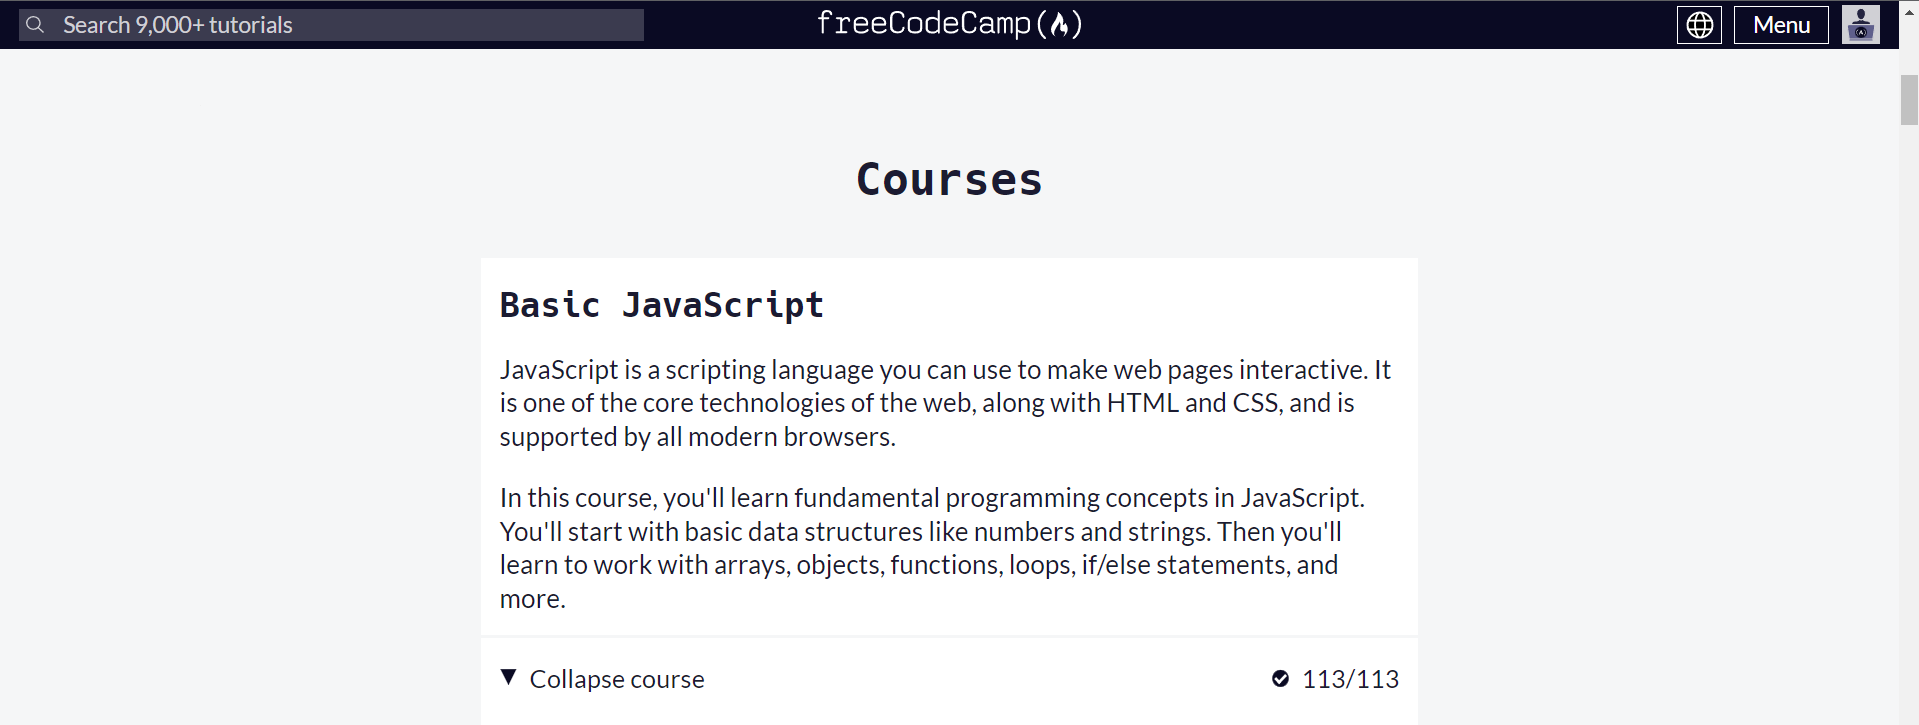 Search 9,000+ tutorials
freeCodeCamp(🔥)
Menu
Courses
Basic JavaScript
JavaScript is a scripting language you can use to make web pages interactive. It
is one of the core technologies of the web, along with HTML and CSS, and is
supported by all modern browsers.
In this course, you'll learn fundamental programming concepts in JavaScript.
You'll start with basic data structures like numbers and strings. Then you'll
learn to work with arrays, objects, functions, loops, if/else statements, and
more.
Collapse course
113/113